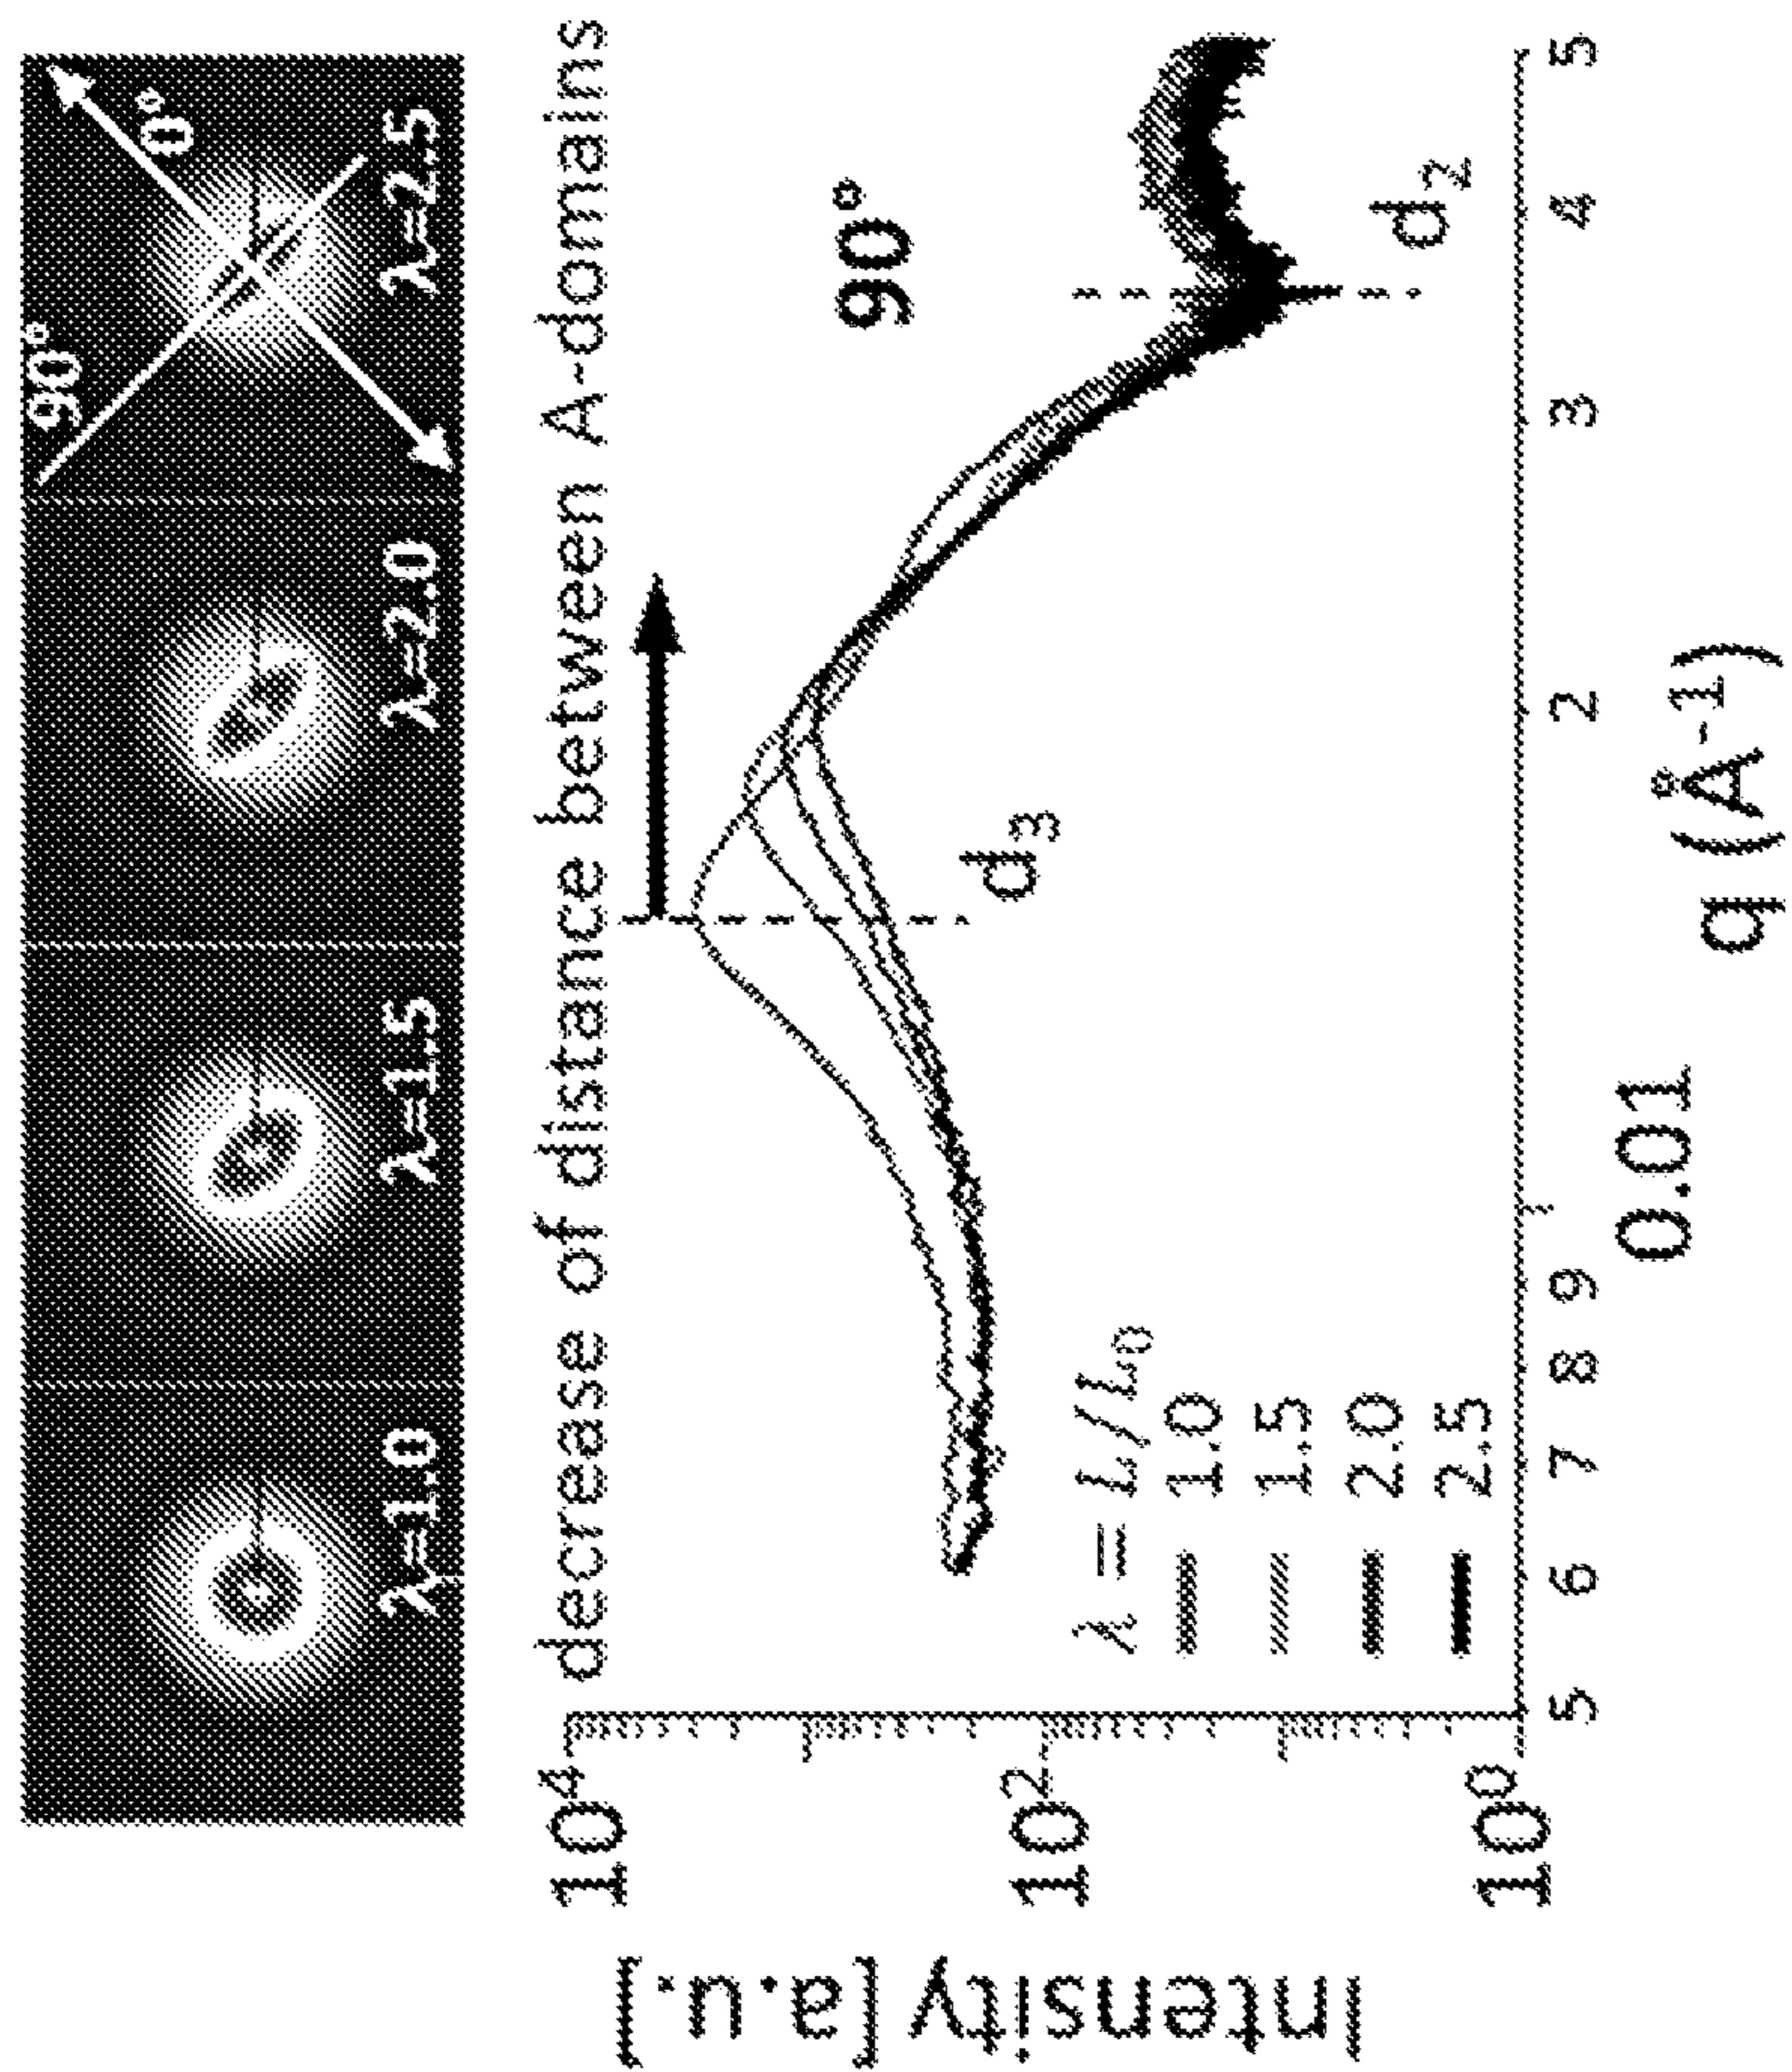 90°
0°
λ=1.0
λ=1.5
λ=2.0
λ=2.5
decrease of distance between A-domains
90°
d₃
d₂
λ = L/L₀
1.0
1.5
2.0
2.5
Intensity [a.u.]
10⁴
10²
10⁰
5 6 7 8 9 2 3 4 5
0.01
q (Å⁻¹)